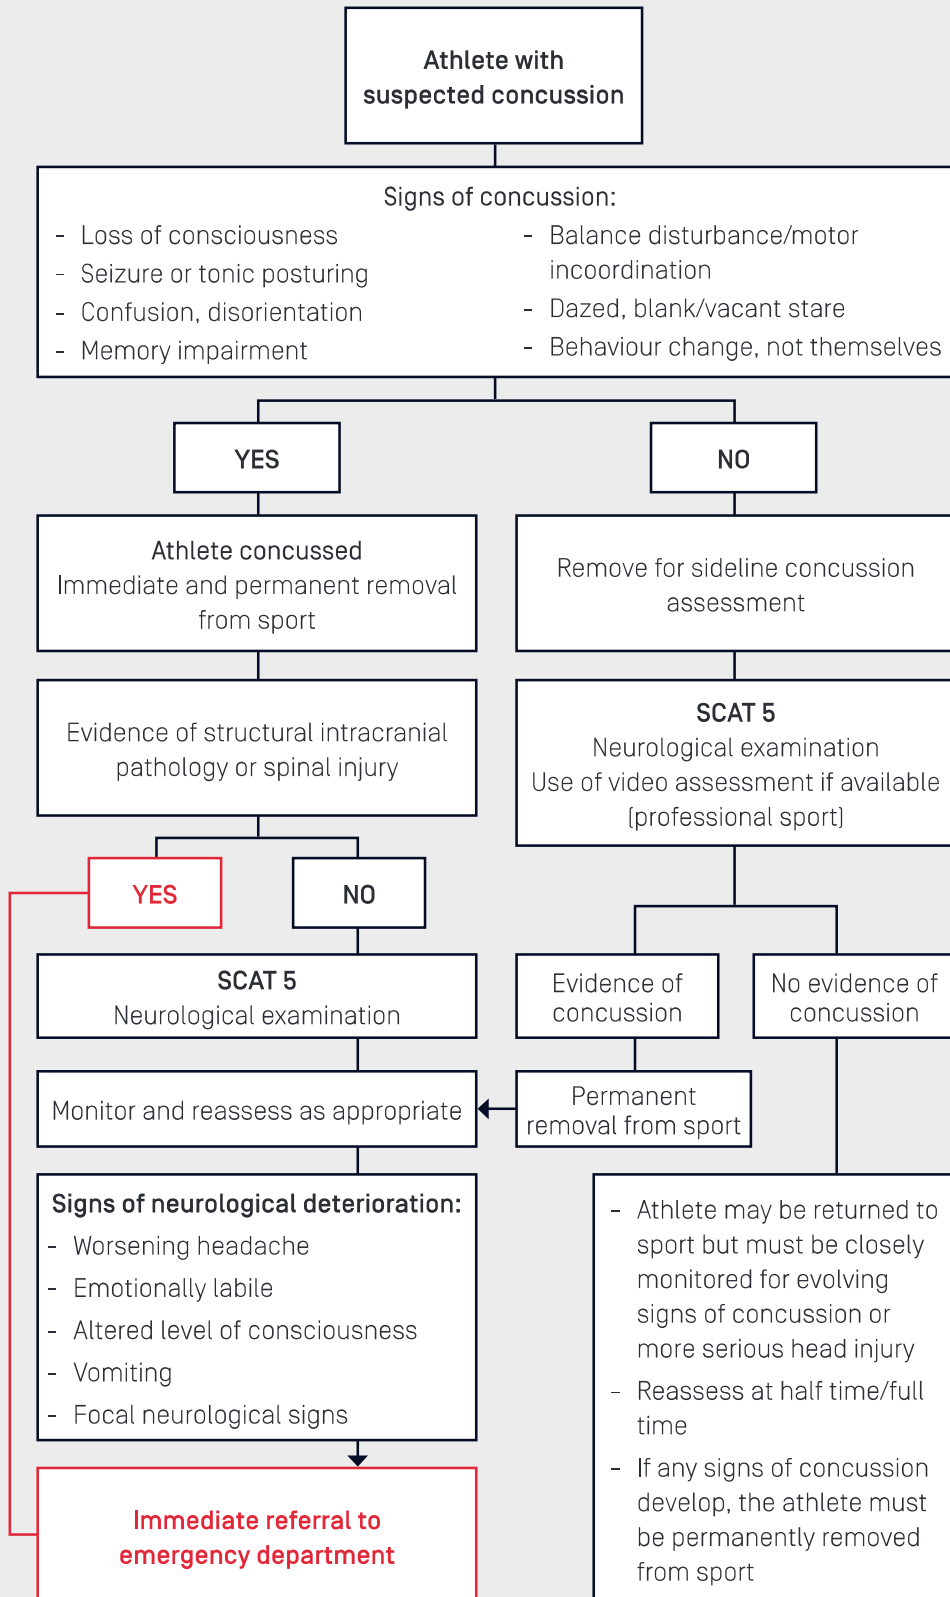 Athlete with
suspected concussion
Signs of concussion:
- Loss of consciousness
- Seizure or tonic posturing
- Confusion, disorientation
- Memory impairment
- Balance disturbance/motor
incoordination
- Dazed, blank/vacant stare
- Behaviour change, not themselves
YES
NO
Athlete concussed
Immediate and permanent removal
from sport
Remove for sideline concussion
assessment
Evidence of structural intracranial
pathology or spinal injury
SCAT 5
Neurological examination
Use of video assessment if available
(professional sport)
YES
NO
SCAT 5
Neurological examination
Evidence of
concussion
No evidence of
concussion
Monitor and reassess as appropriate
Permanent
removal from sport
Signs of neurological deterioration:
- Worsening headache
- Emotionally labile
- Altered level of consciousness
- Vomiting
- Focal neurological signs
- Athlete may be returned to
sport but must be closely
monitored for evolving
signs of concussion or
more serious head injury
- Reassess at half time/full
time
- If any signs of concussion
develop, the athlete must
be permanently removed
from sport
Immediate referral to
emergency department